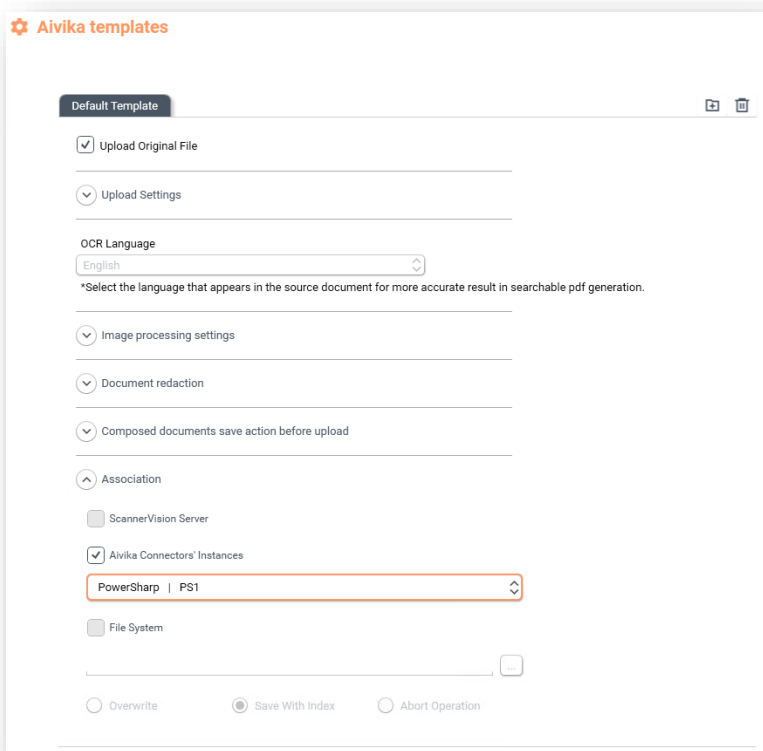 Aivika templates
Default Template
Upload Original File
Upload Settings
OCR Language
English
*Select the language that appears in the source document for more accurate result in searchable pdf generation.
Image processing settings
Document redaction
Composed documents save action before upload
Association
ScannerVision Server
Aivika Connectors' Instances
PowerSharp | PS1
File System
...
Overwrite Save With Index Abort Operation